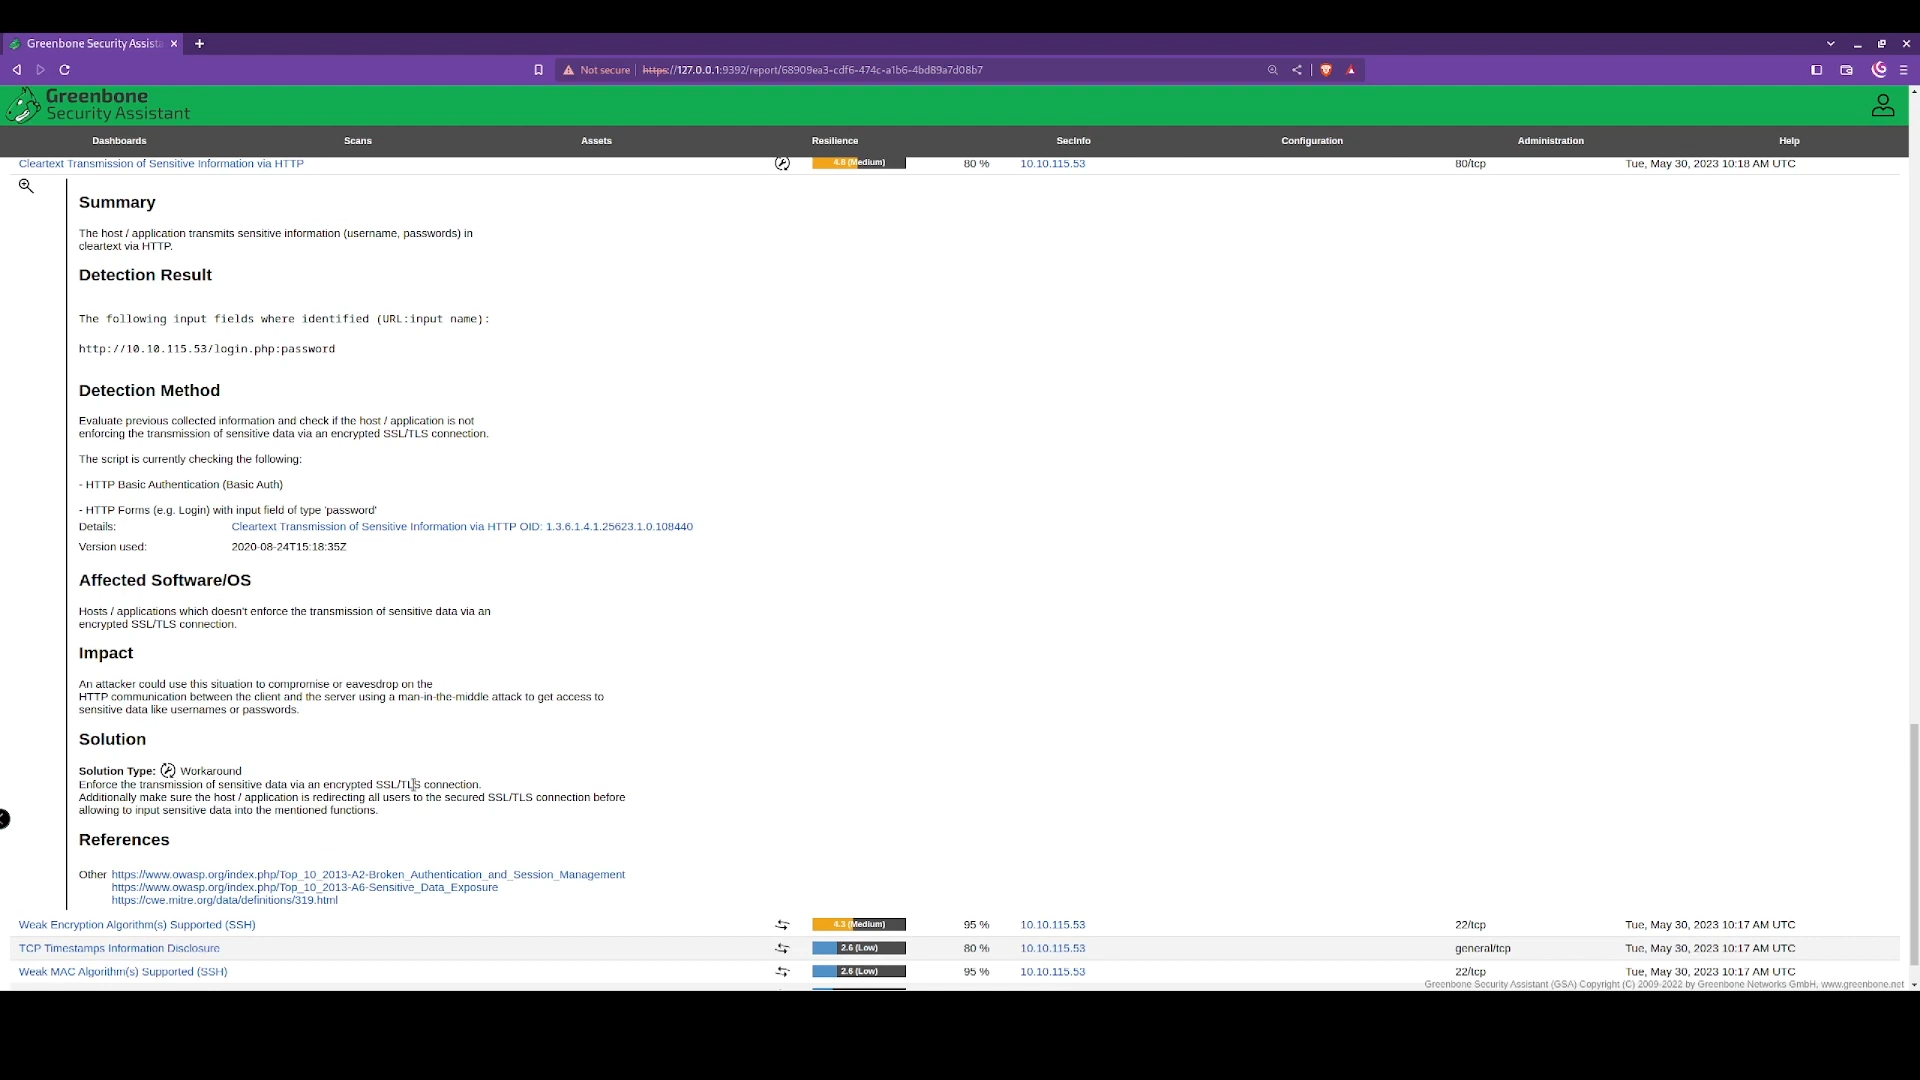 Greenbone Security Assista
Not secure https://127.0.0.1:9392/report/68909ea3-cdf6-474c-a1b6-4bd89a7d08b7
Greenbone
Security Assistant
Dashboards Scans Assets Resilience SecInfo Configuration Administration Help
Cleartext Transmission of Sensitive Information via HTTP 4.8 (Medium) 80 % 10.10.115.53 80/tcp Tue, May 30, 2023 10:18 AM UTC
Summary
The host / application transmits sensitive information (username, passwords) in
cleartext via HTTP.
Detection Result
The following input fields where identified (URL:input name):
http://10.10.115.53/login.php:password
Detection Method
Evaluate previous collected information and check if the host / application is not
enforcing the transmission of sensitive data via an encrypted SSL/TLS connection.
The script is currently checking the following:
- HTTP Basic Authentication (Basic Auth)
- HTTP Forms (e.g. Login) with input field of type 'password'
Details: Cleartext Transmission of Sensitive Information via HTTP OID: 1.3.6.1.4.1.25623.1.0.108440
Version used: 2020-08-24T15:18:35Z
Affected Software/OS
Hosts / applications which doesn't enforce the transmission of sensitive data via an
encrypted SSL/TLS connection.
Impact
An attacker could use this situation to compromise or eavesdrop on the
HTTP communication between the client and the server using a man-in-the-middle attack to get access to
sensitive data like usernames or passwords.
Solution
Solution Type: Workaround
Enforce the transmission of sensitive data via an encrypted SSL/TLS connection.
Additionally make sure the host / application is redirecting all users to the secured SSL/TLS connection before
allowing to input sensitive data into the mentioned functions.
References
Other https://www.owasp.org/index.php/Top_10_2013-A2-Broken_Authentication_and_Session_Management
https://www.owasp.org/index.php/Top_10_2013-A6-Sensitive_Data_Exposure
https://cwe.mitre.org/data/definitions/319.html
Weak Encryption Algorithm(s) Supported (SSH) 4.3 (Medium) 95 % 10.10.115.53 22/tcp Tue, May 30, 2023 10:17 AM UTC
TCP Timestamps Information Disclosure 2.6 (Low) 80 % 10.10.115.53 general/tcp Tue, May 30, 2023 10:17 AM UTC
Weak MAC Algorithm(s) Supported (SSH) 2.6 (Low) 95 % 10.10.115.53 22/tcp Tue, May 30, 2023 10:17 AM UTC
Greenbone Security Assistant (GSA) Copyright (C) 2009-2022 by Greenbone Networks GmbH, www.greenbone.net